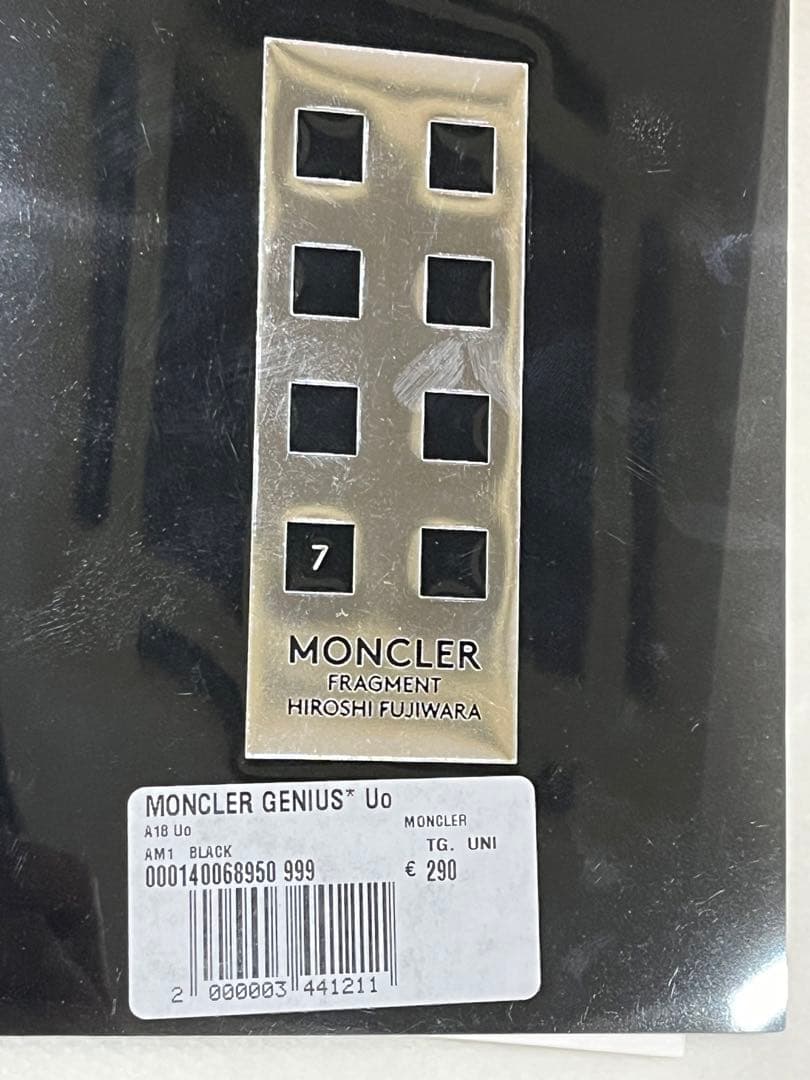 7
MONCLER
FRAGMENT
HIROSHI FUJIWARA
MONCLER GENIUS* Uo
A18 Uo
MONCLER
AM1 BLACK
TG. UNI
000140068950 999
€ 290
2 000003 441211